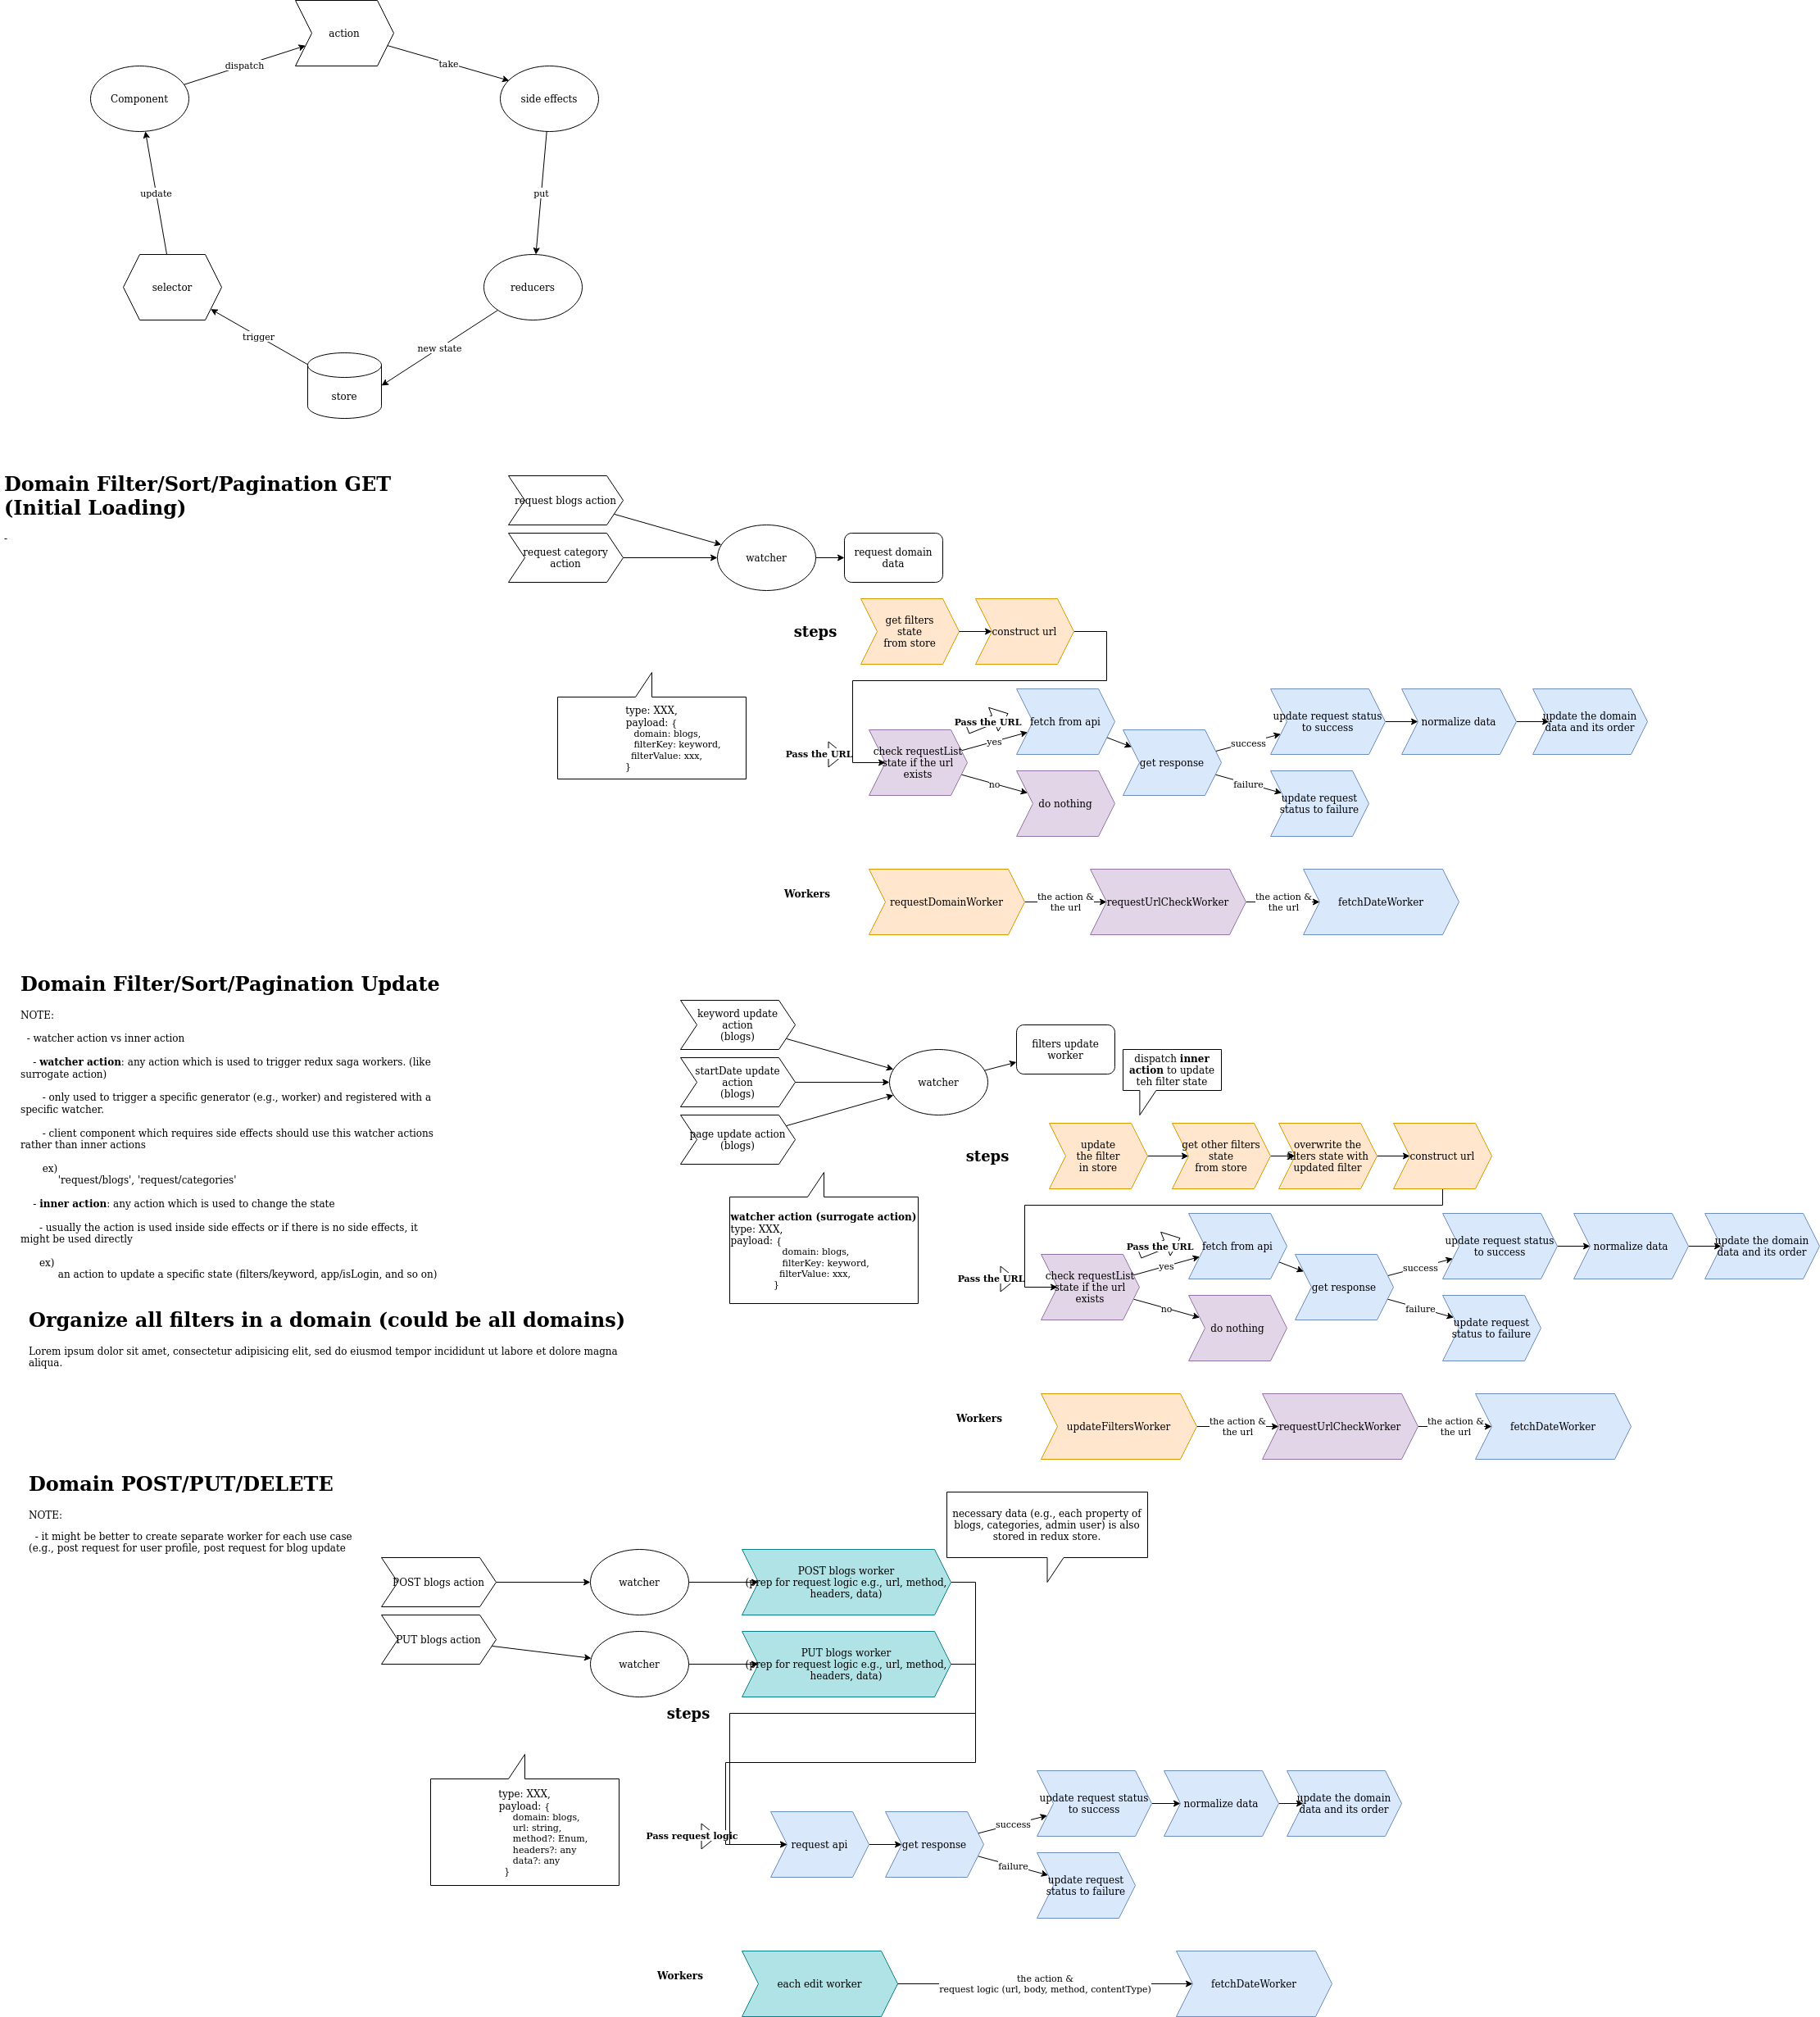 action
dispatch
take
Component
side effects
update
put
selector
reducers
trigger
new state
store
Domain Filter/Sort/Pagination GET
(Initial Loading)
-
request blogs action
request category
action
watcher
request domain
data
steps
get filters
state
from store
construct url
type: XXX,
payload: {
domain: blogs,
filterKey: keyword,
filterValue: xxx,
}
Pass the URL
check requestList
state if the url
exists
Pass the URL
yes
no
fetch from api
do nothing
get response
success
failure
update request status
to success
normalize data
update the domain
data and its order
update request
status to failure
Workers
requestDomainWorker
the action &
the url
requestUrlCheckWorker
the action &
the url
fetchDateWorker
Domain Filter/Sort/Pagination Update
NOTE:
- watcher action vs inner action
- watcher action: any action which is used to trigger redux saga workers. (like
surrogate action)
- only used to trigger a specific generator (e.g., worker) and registered with a
specific watcher.
- client component which requires side effects should use this watcher actions
rather than inner actions
ex)
'request/blogs', 'request/categories'
- inner action: any action which is used to change the state
- usually the action is used inside side effects or if there is no side effects, it
might be used directly
ex)
an action to update a specific state (filters/keyword, app/isLogin, and so on)
keyword update
action
(blogs)
startDate update
action
(blogs)
page update action
(blogs)
watcher
filters update
worker
dispatch inner
action to update
teh filter state
steps
update
the filter
in store
get other filters
state
from store
overwrite the
filters state with
updated filter
construct url
watcher action (surrogate action)
type: XXX,
payload: {
domain: blogs,
filterKey: keyword,
filterValue: xxx,
}
Pass the URL
check requestList
state if the url
exists
Pass the URL
yes
no
fetch from api
do nothing
get response
success
failure
update request status
to success
normalize data
update the domain
data and its order
update request
status to failure
Workers
updateFiltersWorker
the action &
the url
requestUrlCheckWorker
the action &
the url
fetchDateWorker
Organize all filters in a domain (could be all domains)
Lorem ipsum dolor sit amet, consectetur adipisicing elit, sed do eiusmod tempor incididunt ut labore et dolore magna
aliqua.
Domain POST/PUT/DELETE
NOTE:
- it might be better to create separate worker for each use case
(e.g., post request for user profile, post request for blog update
necessary data (e.g., each property of
blogs, categories, admin user) is also
stored in redux store.
POST blogs action
watcher
POST blogs worker
(prep for request logic e.g., url, method,
headers, data)
PUT blogs action
watcher
PUT blogs worker
(prep for request logic e.g., url, method,
headers, data)
steps
type: XXX,
payload: {
domain: blogs,
url: string,
method?: Enum,
headers?: any
data?: any
}
Pass request logic
request api
get response
success
failure
update request status
to success
normalize data
update the domain
data and its order
update request
status to failure
Workers
each edit worker
the action &
request logic (url, body, method, contentType)
fetchDateWorker